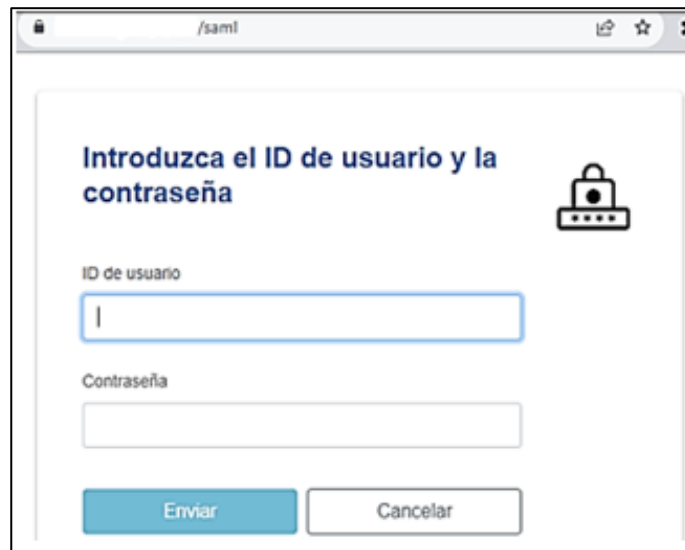 /saml
Introduzca el ID de usuario y la
contraseña
ID de usuario
Contraseña
Enviar
Cancelar